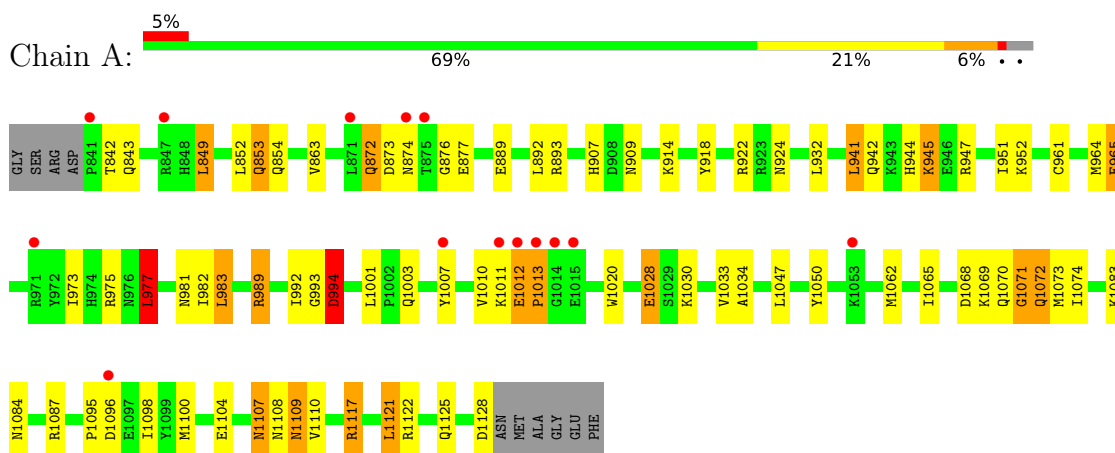 5%
Chain A:
69% 21% 6% • •
GLY SER ARG ASP P841 T842 Q843 R847 H848 L849 L852 Q853 Q854 V863 L871 Q872 D873 N874 T875 G876 E877 E889 L892 R893 H907 D908 N909 K914 Y918 R922 R923 N924 L932 L941 Q942 K943 H944 K945 E946 R947 I951 K952 C961 M964
R971 Y972 I973 H974 R975 N976 L977 N981 I982 L983 R989 I992 G993 D994 L1001 P1002 Q1003 Y1007 V1010 K1011 E1012 P1013 G1014 E1015 W1020 E1028 S1029 K1030 V1033 A1034 L1047 Y1050 K1053 M1062 I1065 D1068 K1069 Q1070 G1071 Q1072 M1073 I1074 K1083
N1084 R1087 P1095 D1096 E1097 I1098 Y1099 M1100 E1104 N1107 N1108 N1109 V1110 R1117 L1121 R1122 Q1125 D1128 ASN MET ALA GLY GLU PHE